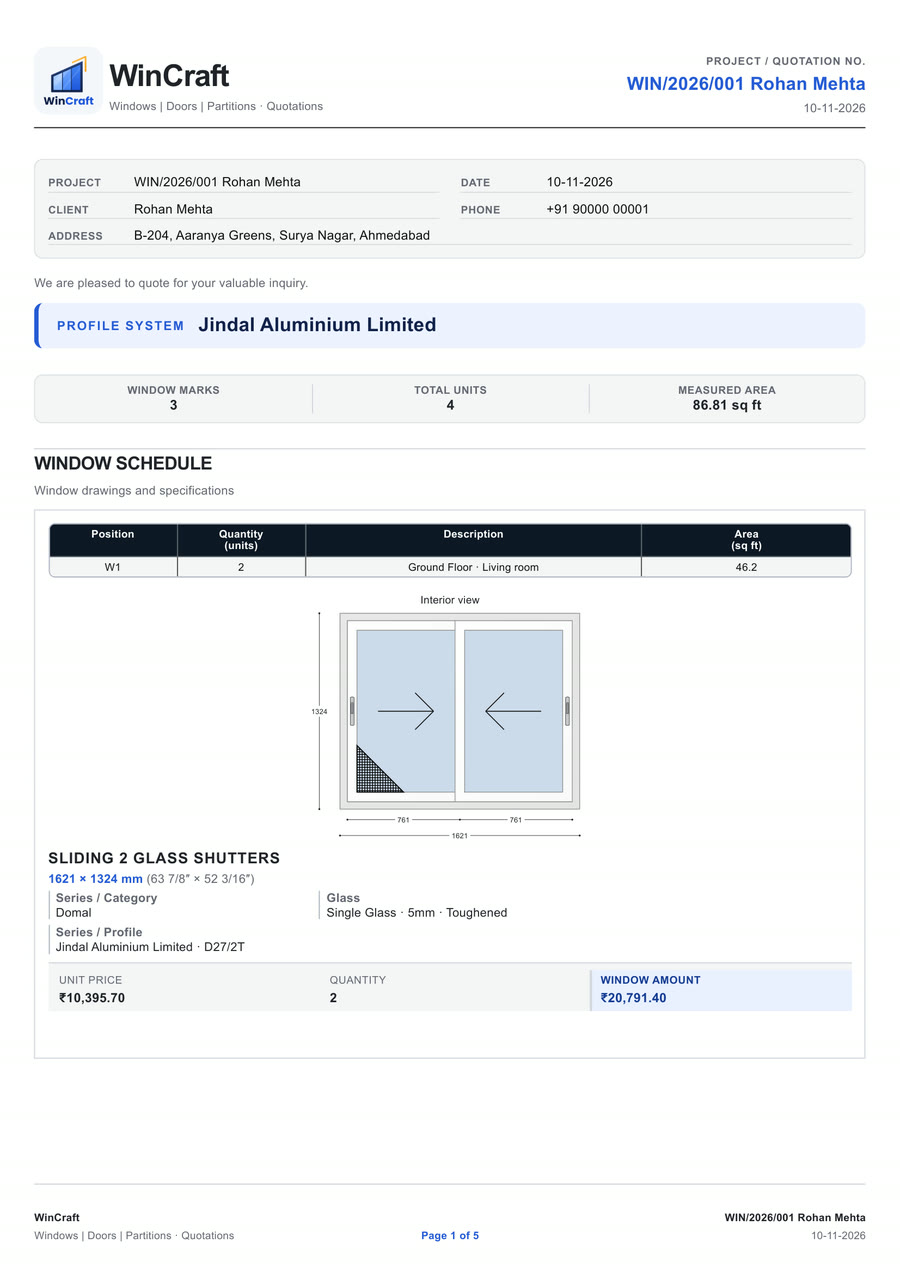 WinCraft
WinCraft
Windows | Doors | Partitions · Quotations
PROJECT / QUOTATION NO.
WIN/2026/001 Rohan Mehta
10-11-2026
PROJECT WIN/2026/001 Rohan Mehta DATE 10-11-2026
CLIENT Rohan Mehta PHONE +91 90000 00001
ADDRESS B-204, Aaranya Greens, Surya Nagar, Ahmedabad
We are pleased to quote for your valuable inquiry.
PROFILE SYSTEM Jindal Aluminium Limited
WINDOW MARKS TOTAL UNITS MEASURED AREA
3 4 86.81 sq ft
WINDOW SCHEDULE
Window drawings and specifications
Position Quantity (units) Description Area (sq ft)
W1 2 Ground Floor · Living room 46.2
Interior view
1324
761 761
1621
SLIDING 2 GLASS SHUTTERS
1621 × 1324 mm (63 7/8″ × 52 3/16″)
Series / Category Glass
Domal Single Glass · 5mm · Toughened
Series / Profile
Jindal Aluminium Limited · D27/2T
UNIT PRICE QUANTITY WINDOW AMOUNT
₹10,395.70 2 ₹20,791.40
WinCraft WIN/2026/001 Rohan Mehta
Windows | Doors | Partitions · Quotations Page 1 of 5 10-11-2026